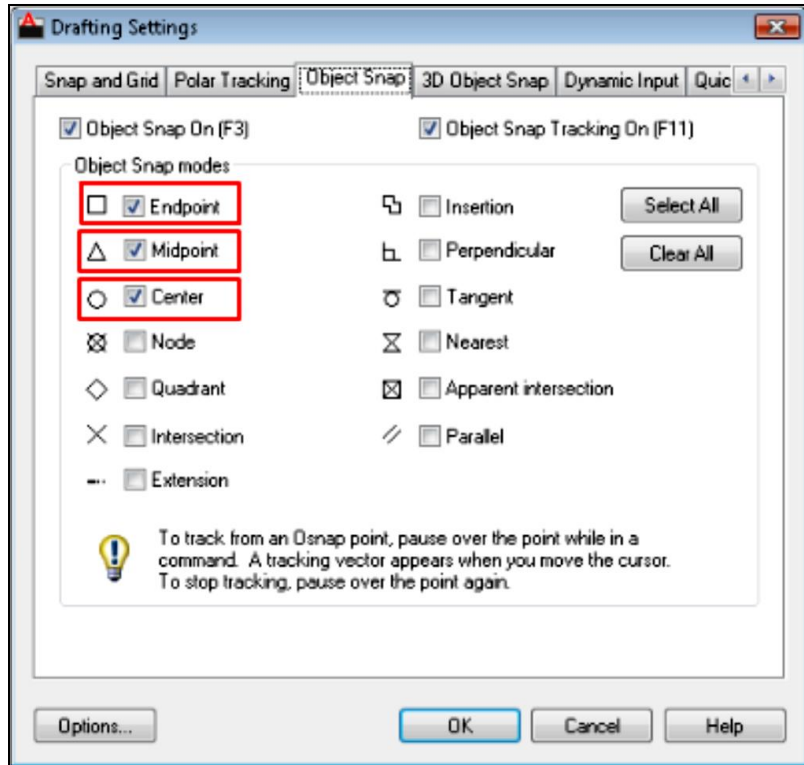 Drafting Settings
Snap and Grid Polar Tracking Object Snap 3D Object Snap Dynamic Input Quic
Object Snap On (F3) Object Snap Tracking On (F11)
Object Snap modes
Endpoint Insertion Select All
Midpoint Perpendicular Clear All
Center Tangent
Node Nearest
Quadrant Apparent intersection
Intersection Parallel
Extension
To track from an Osnap point, pause over the point while in a
command. A tracking vector appears when you move the cursor.
To stop tracking, pause over the point again.
Options... OK Cancel Help